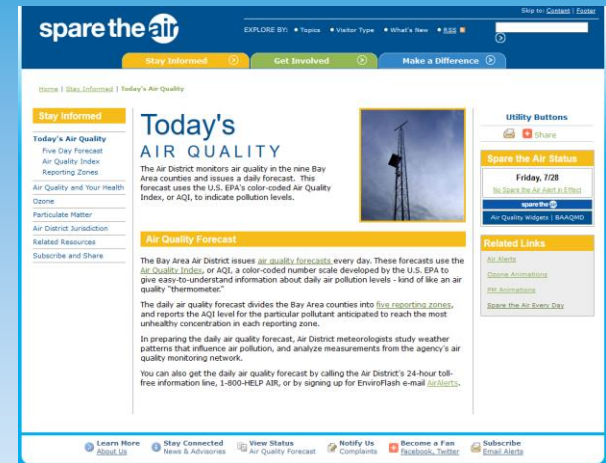 Skip to: Content | Footer
spare the air
EXPLORE BY: • Topics • Visitor Type • What's New • RSS
Stay Informed
Get Involved
Make a Difference
Home | Stay Informed | Today's Air Quality
Stay Informed
Today's Air Quality
Five Day Forecast
Air Quality Index
Reporting Zones
Air Quality and Your Health
Ozone
Particulate Matter
Air District Jurisdiction
Related Resources
Subscribe and Share
Today's
AIR QUALITY
The Air District monitors air quality in the nine Bay
Area counties and issues a daily forecast. This
forecast uses the U.S. EPA's color-coded Air Quality
Index, or AQI, to indicate pollution levels.
Air Quality Forecast
The Bay Area Air District issues air quality forecasts every day. These forecasts use the
Air Quality Index, or AQI, a color-coded number scale developed by the U.S. EPA to
give easy-to-understand information about daily air pollution levels - kind of like an air
quality "thermometer."
The daily air quality forecast divides the Bay Area counties into five reporting zones,
and reports the AQI level for the particular pollutant anticipated to reach the most
unhealthy concentration in each reporting zone.
In preparing the daily air quality forecast, Air District meteorologists study weather
patterns that influence air pollution, and analyze measurements from the agency's air
quality monitoring network.
You can also get the daily air quality forecast by calling the Air District's 24-hour toll-
free information line, 1-800-HELP AIR, or by signing up for EnviroFlash e-mail AirAlerts.
Utility Buttons
Share
Spare the Air Status
Friday, 7/28
No Spare the Air Alert in Effect
spare the air
Air Quality Widgets | BAAQMD
Related Links
Air Alerts
Ozone Animations
PM Animations
Spare the Air Every Day
Learn More
About Us
Stay Connected
News & Advisories
View Status
Air Quality Forecast
Notify Us
Complaints
Become a Fan
Facebook, Twitter
Subscribe
Email Alerts